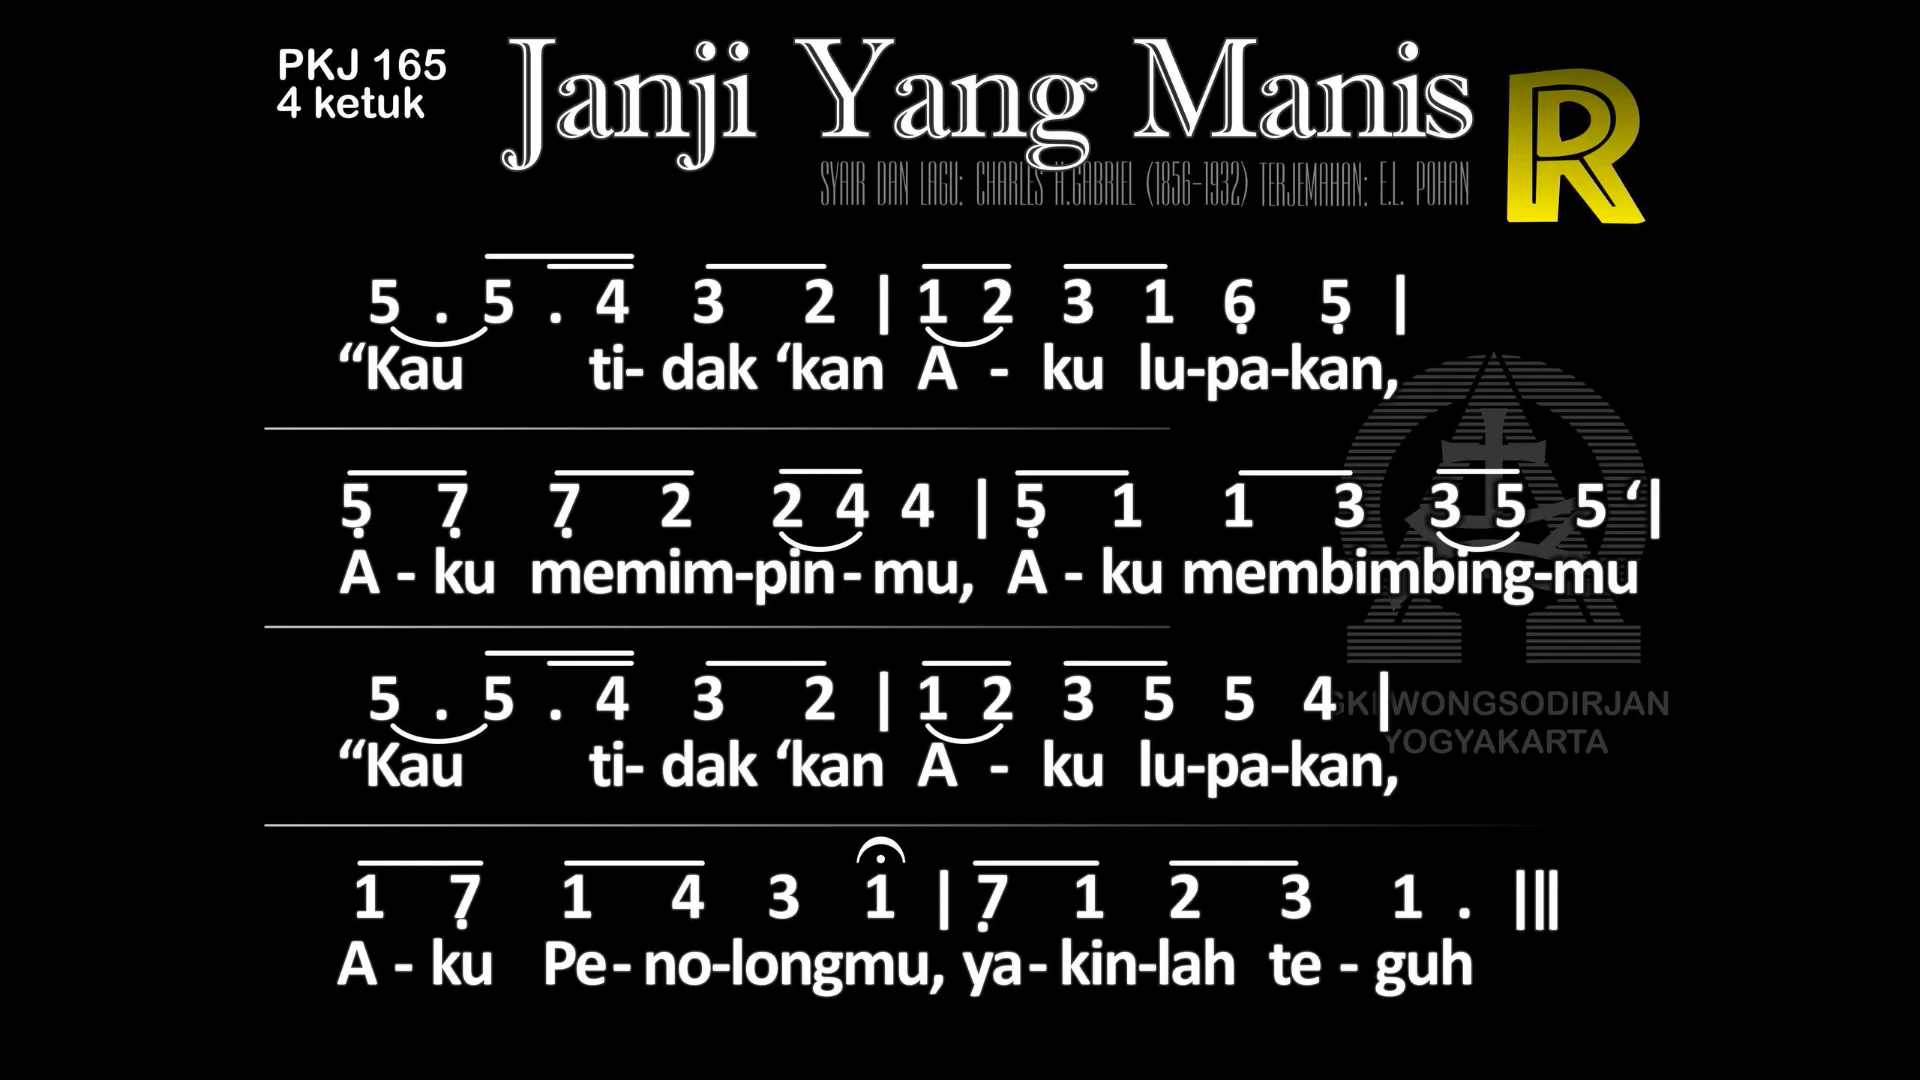 PKJ 165
4 ketuk
Janji Yang Manis
R
SYAIR DAN LAGU: CHARLES H.GABRIEL (1856-1932) TERJEMAHAN: E.L. POHAN
5 . 5 . 4 3 2 | 1 2 3 1 6̣ 5̣ |
“Kau ti- dak ‘kan A - ku lu-pa-kan,
5̣ 7̣ 7̣ 2 2 4 4 | 5̣ 1 1 3 3 5 5 ‘|
A - ku memim-pin-mu, A - ku membimbing-mu
5 . 5 . 4 3 2 | 1 2 3 5 5 4 |
“Kau ti- dak ‘kan A - ku lu-pa-kan,
1 7̣ 1 4 3 1 | 7̣ 1 2 3 1 . |||
A - ku Pe- no-longmu, ya- kin-lah te - guh
GKI WONGSODIRJAN
YOGYAKARTA